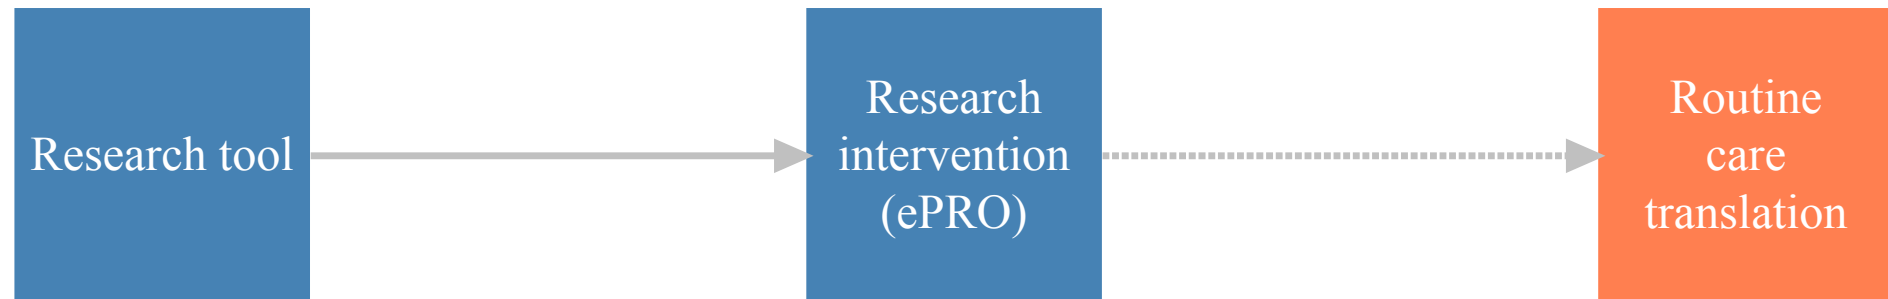 Research tool
Research
intervention
(ePRO)
Routine
care
translation